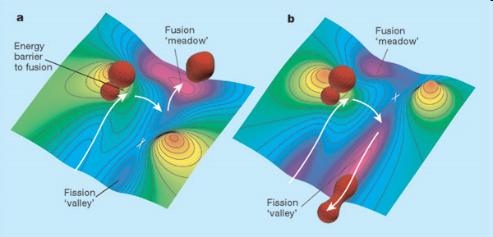 a
Fusion
'meadow'
Energy
barrier
to fusion
Fission
'valley'
b
Fusion
'meadow'
Fission
'valley'